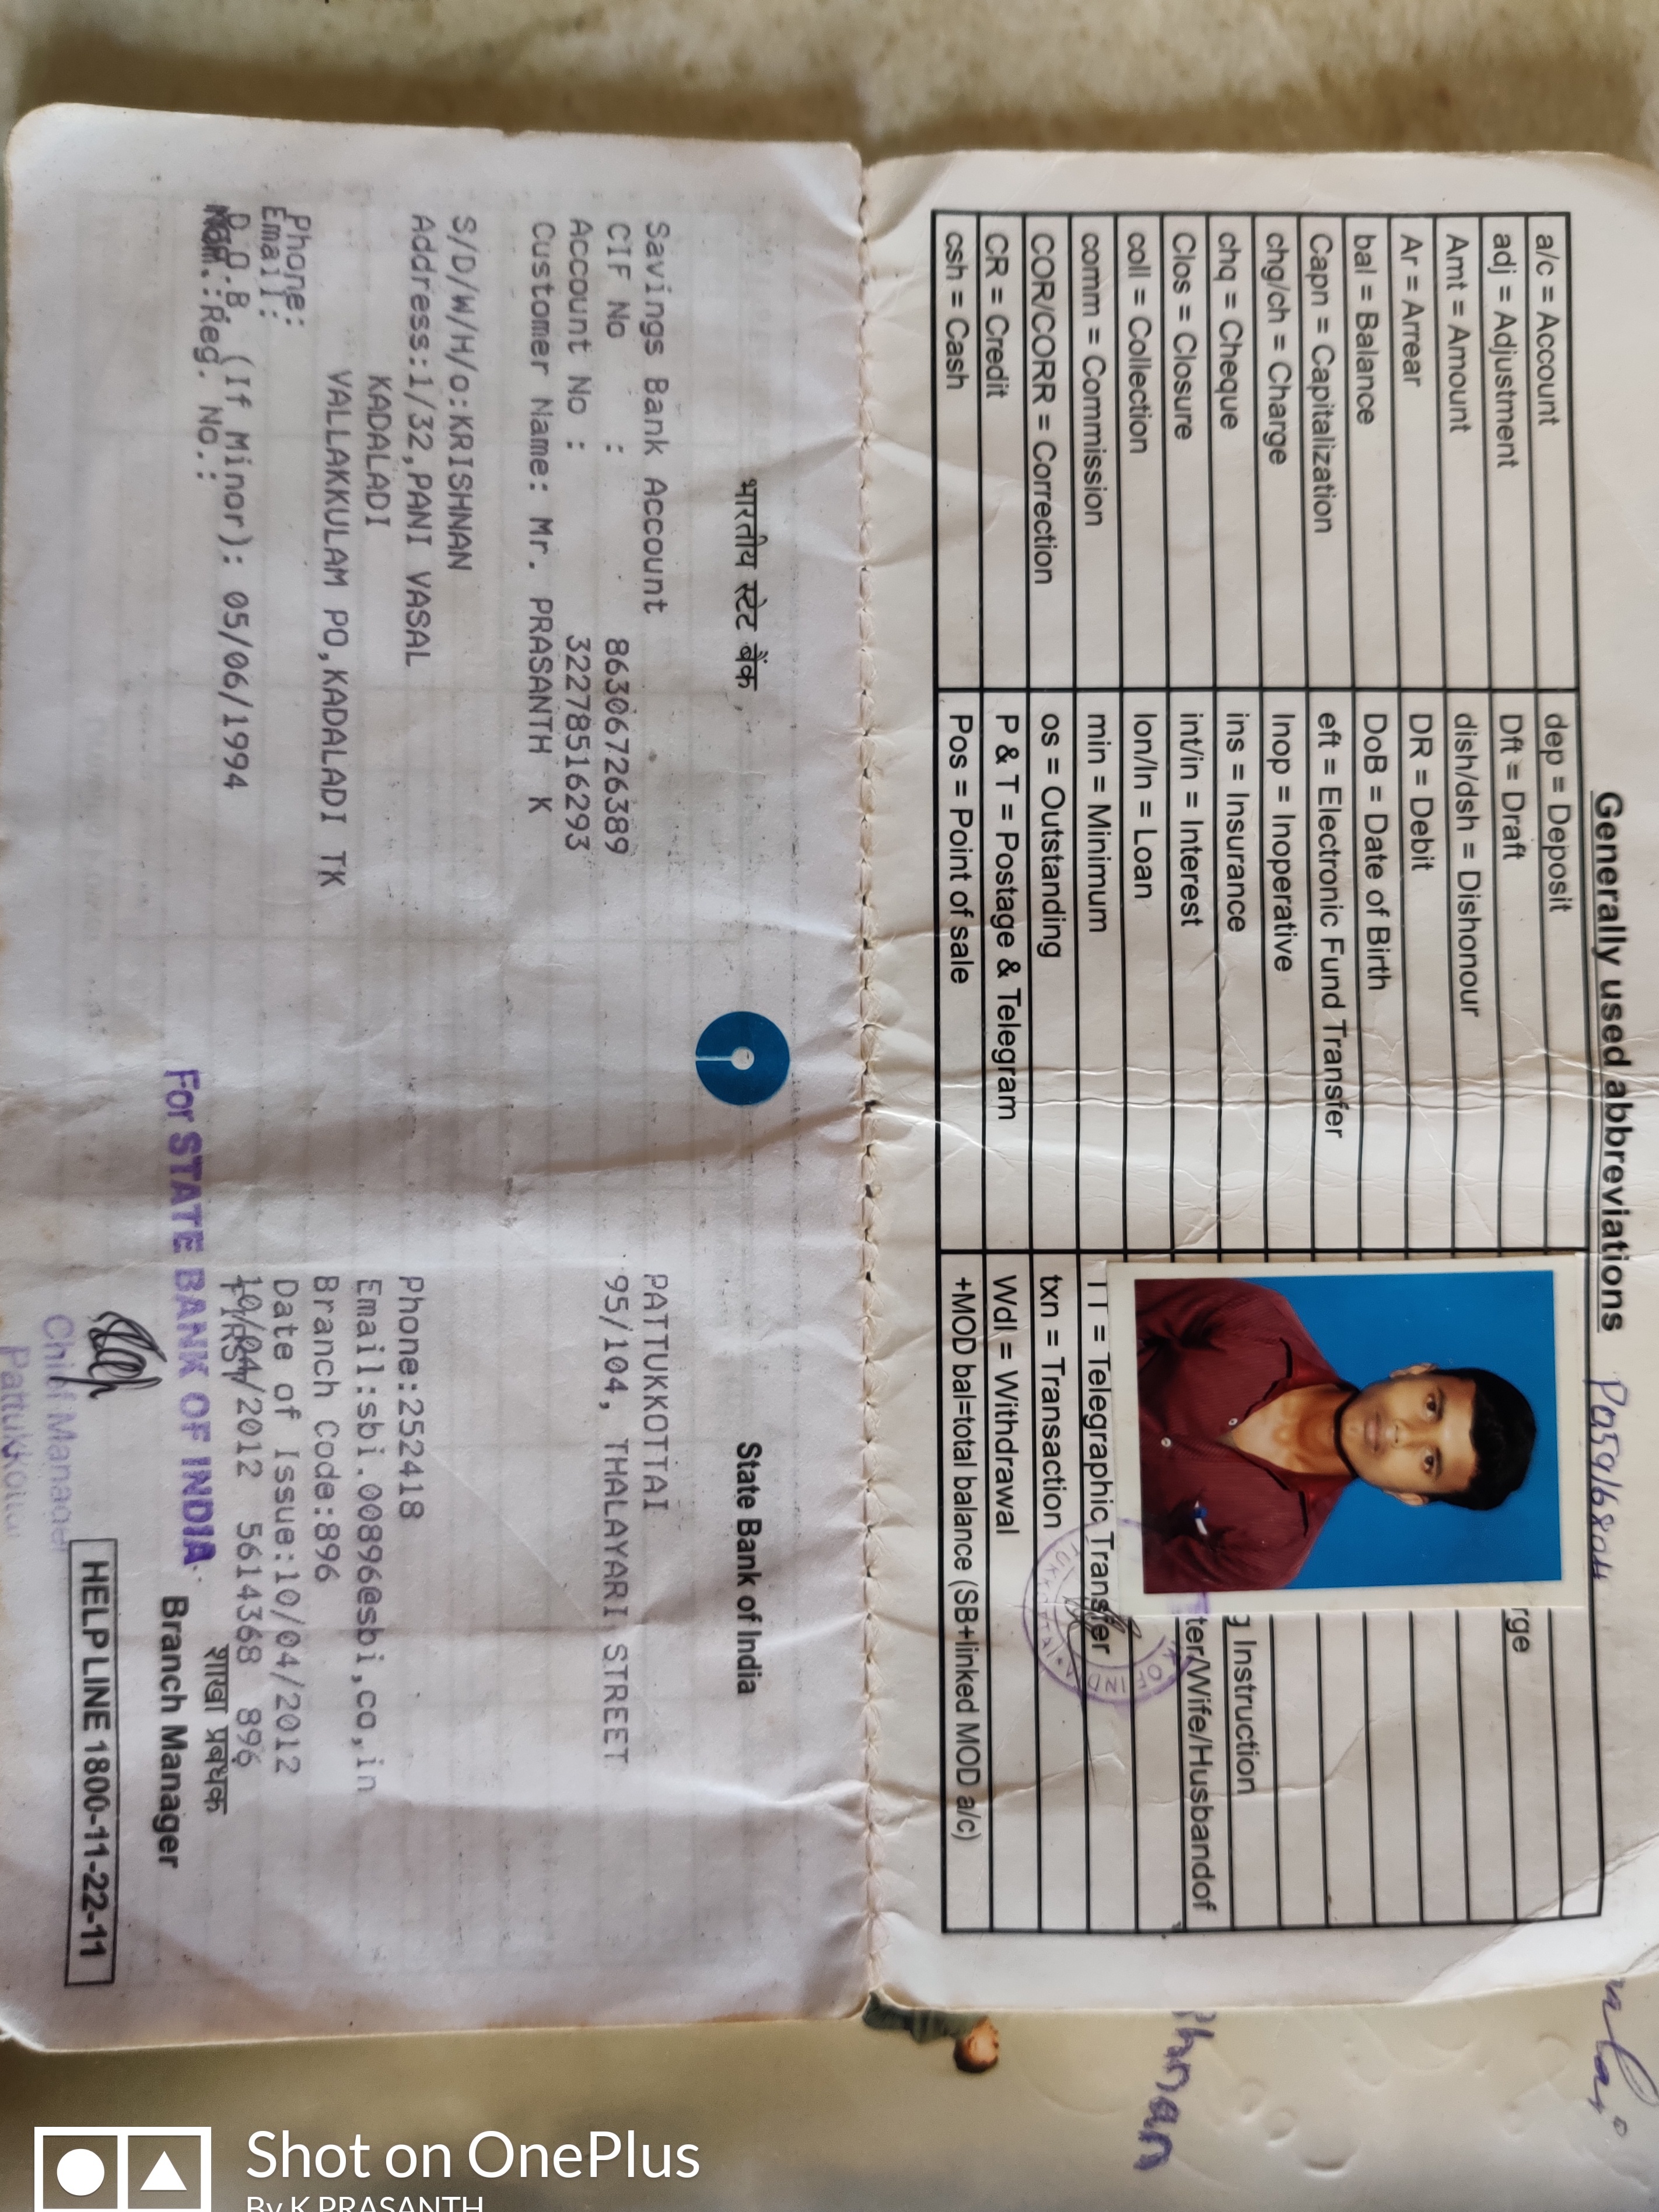 Generally used abbreviations
a/c = Account
dep = Deposit
adj = Adjustment
Dft = Draft
rge
Amt = Amount
dish/dsh = Dishonour
Ar = Arrear
DR = Debit
bal = Balance
DoB = Date of Birth
Capn = Capitalization
eft = Electronic Fund Transfer
chg/ch = Charge
Inop = Inoperative
chq = Cheque
ins = Insurance
g Instruction
Clos = Closure
int/in = Interest
ter/Wife/Husbandof
coll = Collection
lon/ln = Loan
comm = Commission
min = Minimum
TT = Telegraphic Transfer
COR/CORR = Correction
os = Outstanding
txn = Transaction
CR = Credit
P & T = Postage & Telegram
Wdl = Withdrawal
csh = Cash
Pos = Point of sale
+MOD bal=total balance (SB+linked MOD a/c)
OF INDIA
भारतीय स्टेट बैंक
State Bank of India
Savings Bank Account
CIF No : 86306726389
Account No : 32278516293
Customer Name: Mr. PRASANTH K
S/D/W/H/o:KRISHNAN
Address:1/32,PANI VASAL
KADALADI
VALLAKKULAM PO,KADALADI TK
Phone:
Email:
D.O.B. (If Minor): 05/06/1994
Nom.:Reg. No.:
PATTUKKOTTAI
95/104, THALAYARI STREET
Phone:252418
Email:sbi.00896@sbi,co,in
Branch Code:896
Date of Issue:10/04/2012
10/04/2012 5614368 896
For STATE BANK OF INDIA
शाखा प्रबंधक
Branch Manager
Chief Manager
Pattukkottai
HELP LINE 1800-11-22-11
Shot on OnePlus
By K PRASANTH